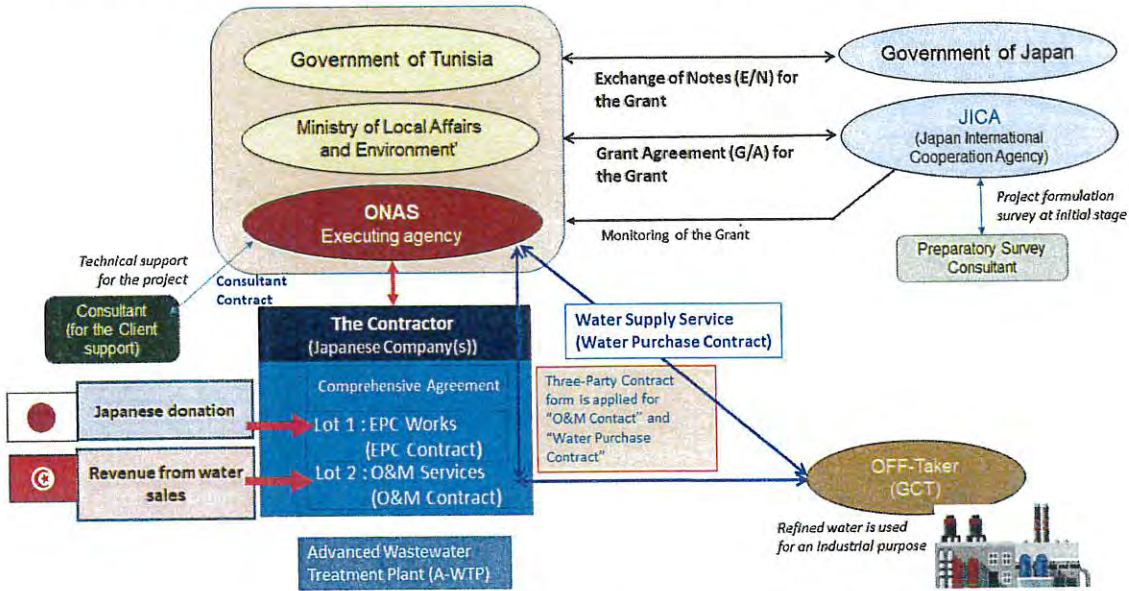 Government of Tunisia
Government of Japan
Exchange of Notes (E/N) for
the Grant
Ministry of Local Affairs
and Environment'
JICA
(Japan International
Cooperation Agency)
Grant Agreement (G/A) for
the Grant
ONAS
Executing agency
Monitoring of the Grant
Project formulation
survey at initial stage
Preparatory Survey
Consultant
Technical support
for the project
Consultant
Contract
Consultant
(for the Client
support)
The Contractor
(Japanese Company(s))
Water Supply Service
(Water Purchase Contract)
Comprehensive Agreement
Three-Party Contract
form is applied for
"O&M Contact" and
"Water Purchase
Contract"
Japanese donation
Lot 1 : EPC Works
(EPC Contract)
Revenue from water
sales
Lot 2 : O&M Services
(O&M Contract)
OFF-Taker
(GCT)
Refined water is used
for an Industrial purpose
Advanced Wastewater
Treatment Plant (A-WTP)